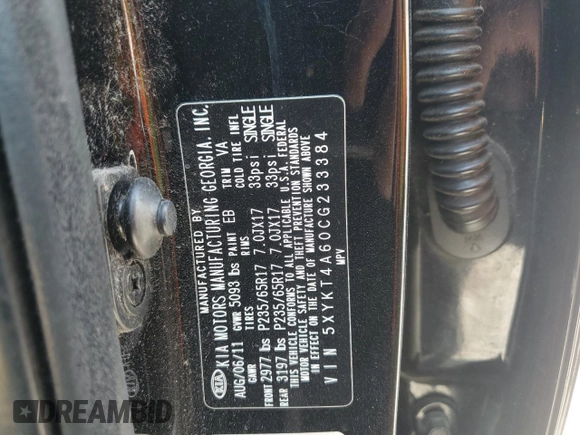 MANUFACTURED BY
KIA KIA MOTORS MANUFACTURING GEORGIA, INC.
AUG/06/11 GVWR 5093 lbs PAINT EB TRIM VA
GAWR TIRES RIMS COLD TIRE INFL
FRONT 2977 lbs P235/65R17 7.0JX17 33psi SINGLE
REAR 3197 lbs P235/65R17 7.0JX17 33psi SINGLE
THIS VEHICLE CONFORMS TO ALL APPLICABLE U.S.A. FEDERAL
MOTOR VEHICLE SAFETY AND THEFT PREVENTION STANDARDS
IN EFFECT ON THE DATE OF MANUFACTURE SHOWN ABOVE
VIN 5XYKT4A60CG233384
MPV
DREAMBID